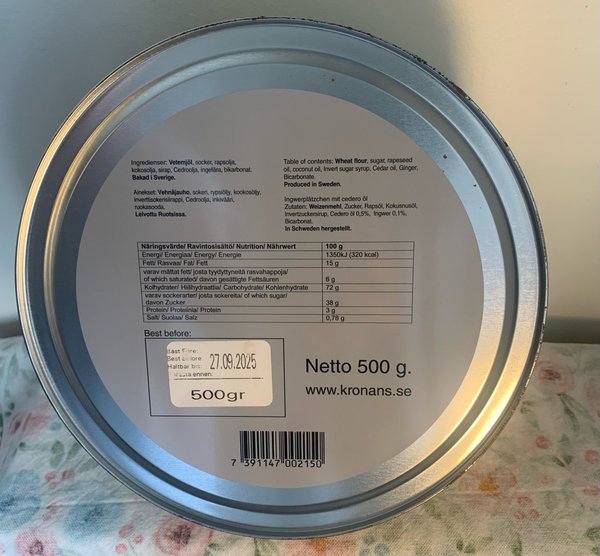 Ingredienser: Vetemjöl, socker, rapsolja,
kokosolja, sirap, Cedroolja, ingefära, bikarbonat.
Bakad i Sverige.
Ainekset: Vehnäjauho, sokeri, rypsiöljy, kookosöljy,
inverttisokerisiirappi, Cedroolja, inkivääri,
ruokasooda.
Leivottu Ruotsissa.
Table of contents: Wheat flour, sugar, rapeseed
oil, coconut oil, Invert sugar syrup, Cedar oil, Ginger,
Bicarbonate
Produced in Sweden.
Ingwerplätzchen mit cedero öl
Zutaten: Weizenmehl, Zucker, Rapsöl, Kokusnusöl,
Invertzuckersirup, Cedero öl 0,5%, Ingwer 0,1%,
Bicarbonat.
In Schweden hergestellt.
Näringsvärde/ Ravintosisältö/ Nutrition/ Nährwert 100 g
Energi/ Energiaa/ Energy/ Energie 1350kJ (320 kcal)
Fett/ Rasvaa/ Fat/ Fett 15 g
varav mättat fett/ josta tyydyttyneitä rasvahappoja/
of which saturated/ davon gesättigte Fettsäuren 6 g
Kolhydrater/ Hiilihydraattia/ Carbohydrate/ Kohlenhydrate 72 g
varav sockerarter/ josta sokereita/ of which sugar/
davon Zucker 38 g
Protein/ Proteiinia/ Protein 3 g
Salt/ Suolaa/ Salz 0,78 g
Best before:
Bäst Före:
Best before:
Haltbar bis: 27.09.2025
ennen:
500gr
Netto 500 g.
www.kronans.se
7 391147 002150